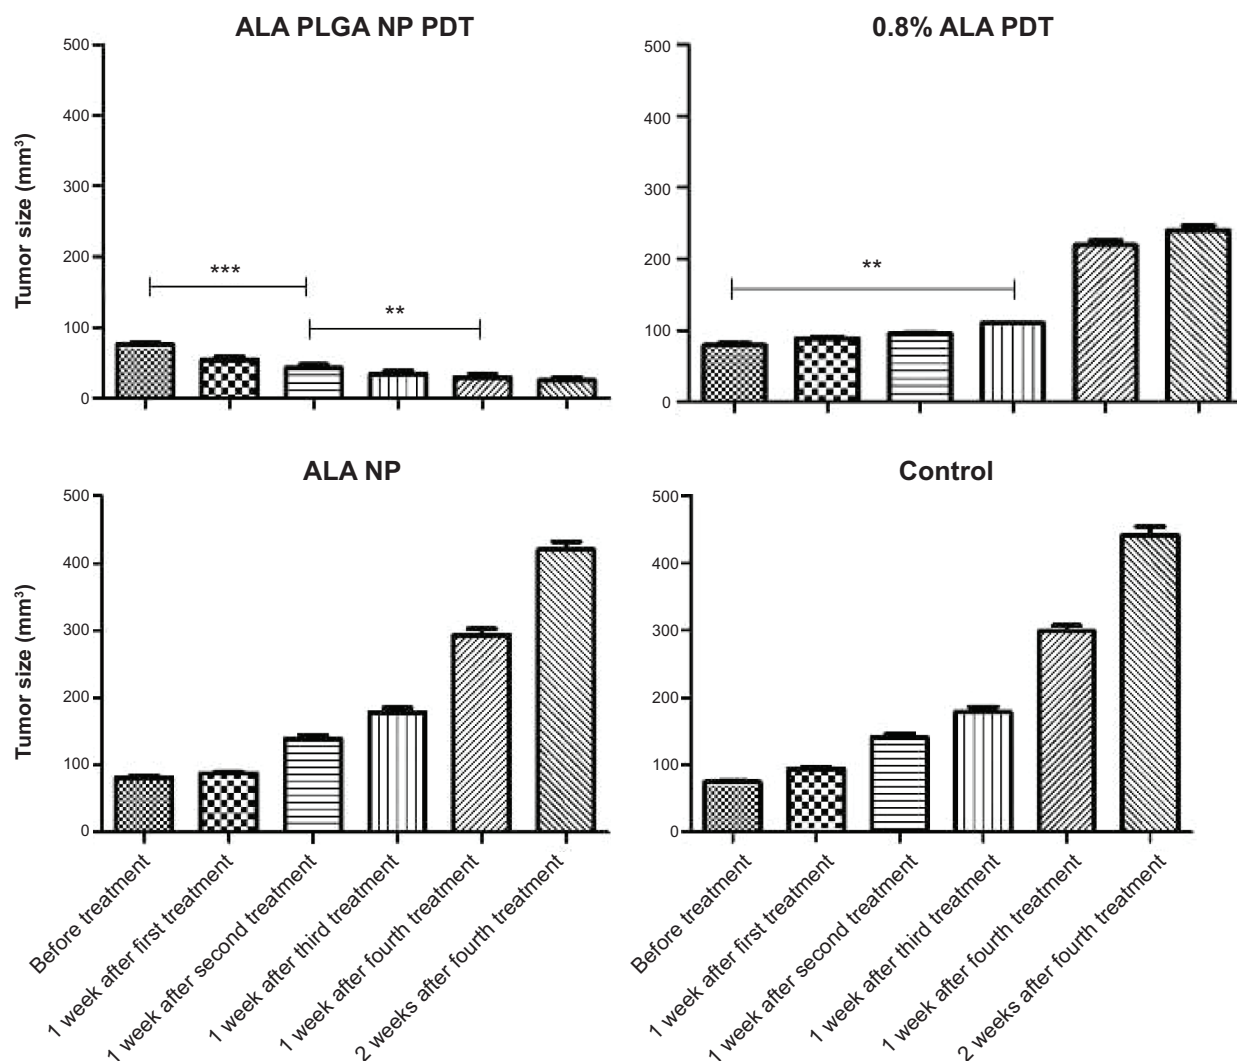 ALA PLGA NP PDT
Tumor size (mm³)
500
400
300
200
100
0
***
**
0.8% ALA PDT
500
400
300
200
100
0
**
ALA NP
Tumor size (mm³)
500
400
300
200
100
0
Before treatment
1 week after first treatment
1 week after second treatment
1 week after third treatment
1 week after fourth treatment
2 weeks after fourth treatment
Control
500
400
300
200
100
0
Before treatment
1 week after first treatment
1 week after second treatment
1 week after third treatment
1 week after fourth treatment
2 weeks after fourth treatment